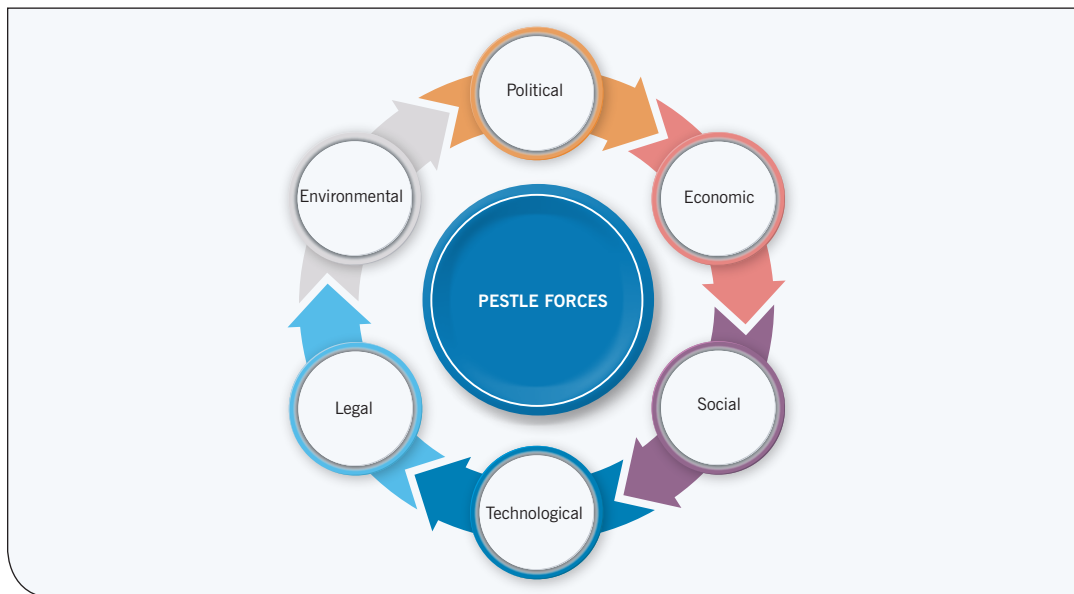 Political
Economic
Social
Technological
Legal
Environmental
PESTLE FORCES